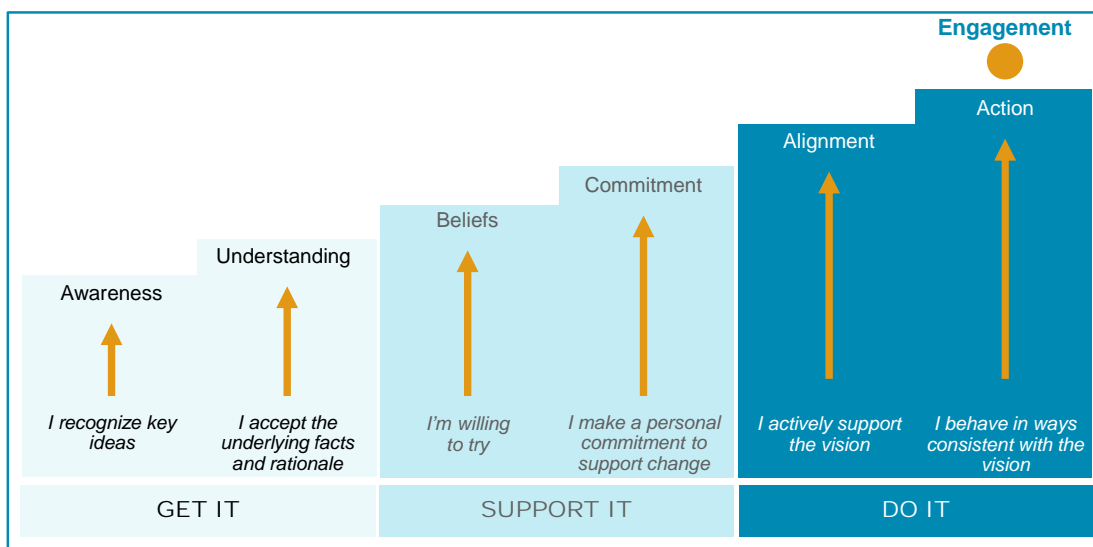 Engagement
Action
Alignment
Commitment
Beliefs
Understanding
Awareness
I recognize key
ideas
I accept the
underlying facts
and rationale
I'm willing
to try
I make a personal
commitment to
support change
I actively support
the vision
I behave in ways
consistent with the
vision
GET IT
SUPPORT IT
DO IT